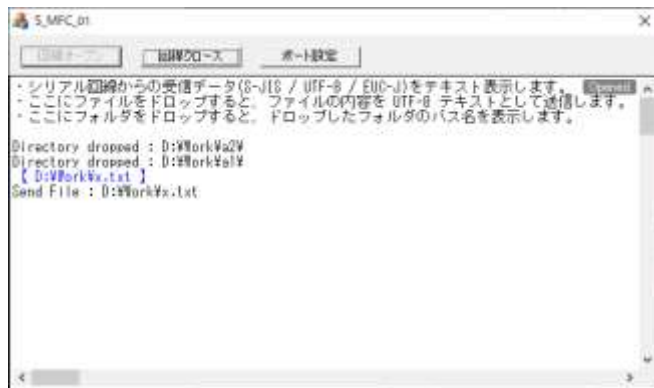 S_MFC_01
回線オープン 回線クローズ ポート設定
・シリアル回線からの受信データ(S-JIS / UTF-8 / EUC-J)をテキスト表示します。 Opened
・ここにファイルをドロップすると、ファイルの内容を UTF-8 テキストとして送信します。
・ここにフォルダをドロップすると、ドロップしたフォルダのパス名を表示します。
Directory dropped : D:¥Work¥a2¥
Directory dropped : D:¥Work¥a1¥
【 D:¥Work¥x.txt 】
Send File : D:¥Work¥x.txt